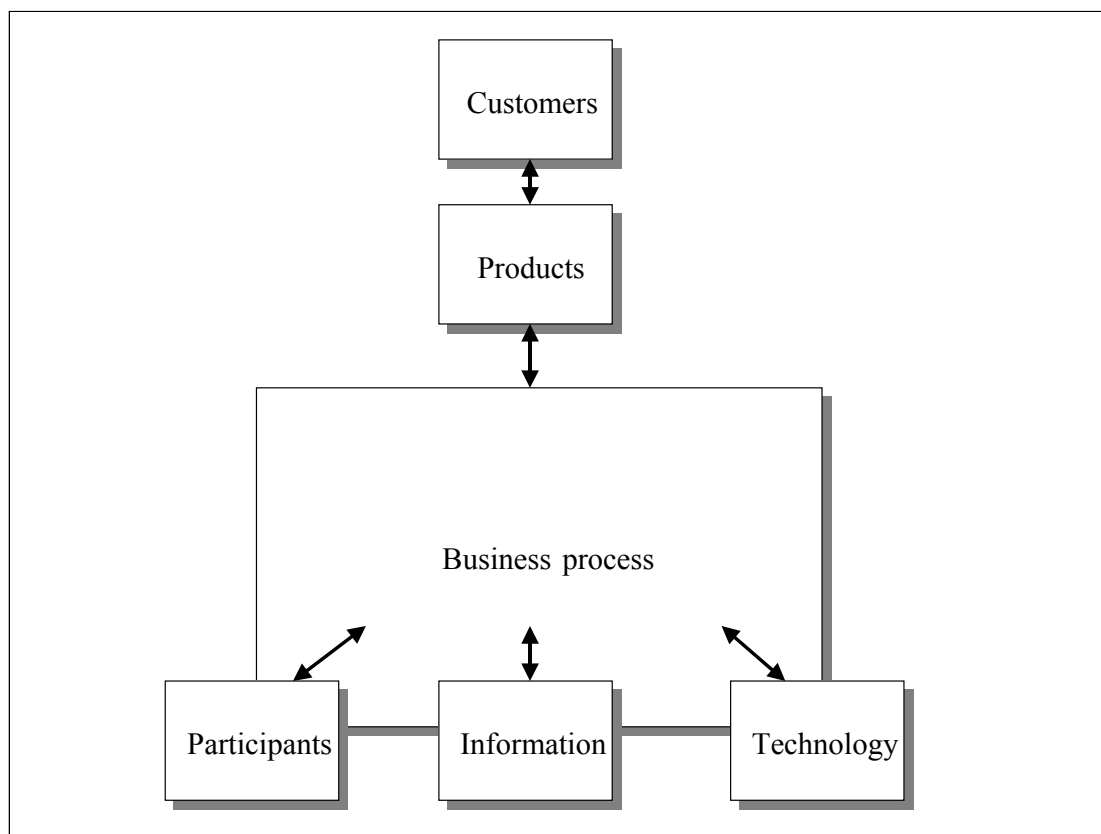 Customers
Products
Business process
Participants
Information
Technology